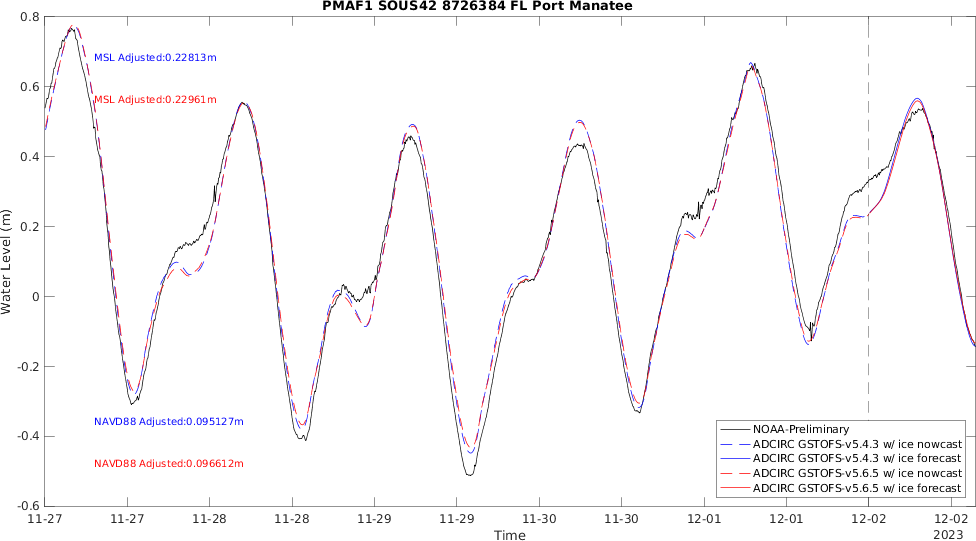 PMAF1 SOUS42 8726384 FL Port Manatee
0.8
0.6
0.4
0.2
0
-0.2
-0.4
-0.6
Water Level (m)
MSL Adjusted:0.22813m
MSL Adjusted:0.22961m
NAVD88 Adjusted:0.095127m
NAVD88 Adjusted:0.096612m
NOAA-Preliminary
ADCIRC GSTOFS-v5.4.3 w/ ice nowcast
ADCIRC GSTOFS-v5.4.3 w/ ice forecast
ADCIRC GSTOFS-v5.6.5 w/ ice nowcast
ADCIRC GSTOFS-v5.6.5 w/ ice forecast
11-27 11-27 11-28 11-28 11-29 11-29 11-30 11-30 12-01 12-01 12-02 12-02
Time
2023